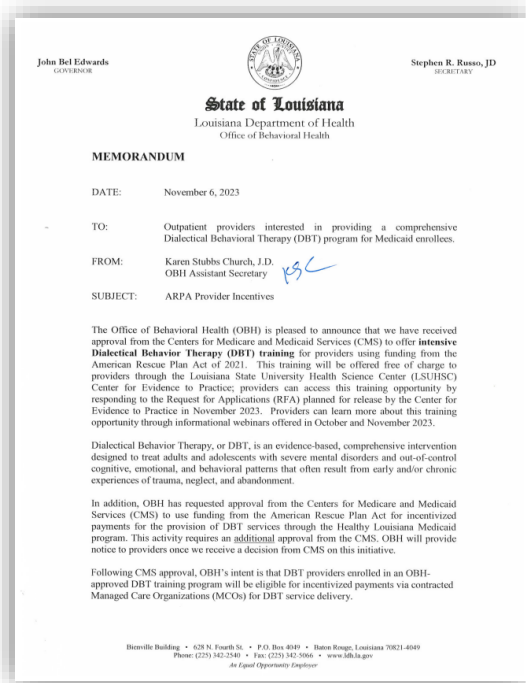 John Bel Edwards
GOVERNOR
Stephen R. Russo, JD
SECRETARY
State of Louisiana
Louisiana Department of Health
Office of Behavioral Health
MEMORANDUM
DATE: November 6, 2023
TO: Outpatient providers interested in providing a comprehensive
Dialectical Behavioral Therapy (DBT) program for Medicaid enrollees.
FROM: Karen Stubbs Church, J.D.
OBH Assistant Secretary KSC
SUBJECT: ARPA Provider Incentives
The Office of Behavioral Health (OBH) is pleased to announce that we have received
approval from the Centers for Medicare and Medicaid Services (CMS) to offer intensive
Dialectical Behavior Therapy (DBT) training for providers using funding from the
American Rescue Plan Act of 2021. This training will be offered free of charge to
providers through the Louisiana State University Health Science Center (LSUHSC)
Center for Evidence to Practice; providers can access this training opportunity by
responding to the Request for Applications (RFA) planned for release by the Center for
Evidence to Practice in November 2023. Providers can learn more about this training
opportunity through informational webinars offered in October and November 2023.
Dialectical Behavior Therapy, or DBT, is an evidence-based, comprehensive intervention
designed to treat adults and adolescents with severe mental disorders and out-of-control
cognitive, emotional, and behavioral patterns that often result from early and/or chronic
experiences of trauma, neglect, and abandonment.
In addition, OBH has requested approval from the Centers for Medicare and Medicaid
Services (CMS) to use funding from the American Rescue Plan Act for incentivized
payments for the provision of DBT services through the Healthy Louisiana Medicaid
program. This activity requires an additional approval from the CMS. OBH will provide
notice to providers once we receive a decision from CMS on this initiative.
Following CMS approval, OBH's intent is that DBT providers enrolled in an OBH-
approved DBT training program will be eligible for incentivized payments via contracted
Managed Care Organizations (MCOs) for DBT service delivery.
Bienville Building • 628 N. Fourth St. • P.O. Box 4049 • Baton Rouge, Louisiana 70821-4049
Phone: (225) 342-2540 • Fax: (225) 342-5066 • www.ldh.la.gov
An Equal Opportunity Employer